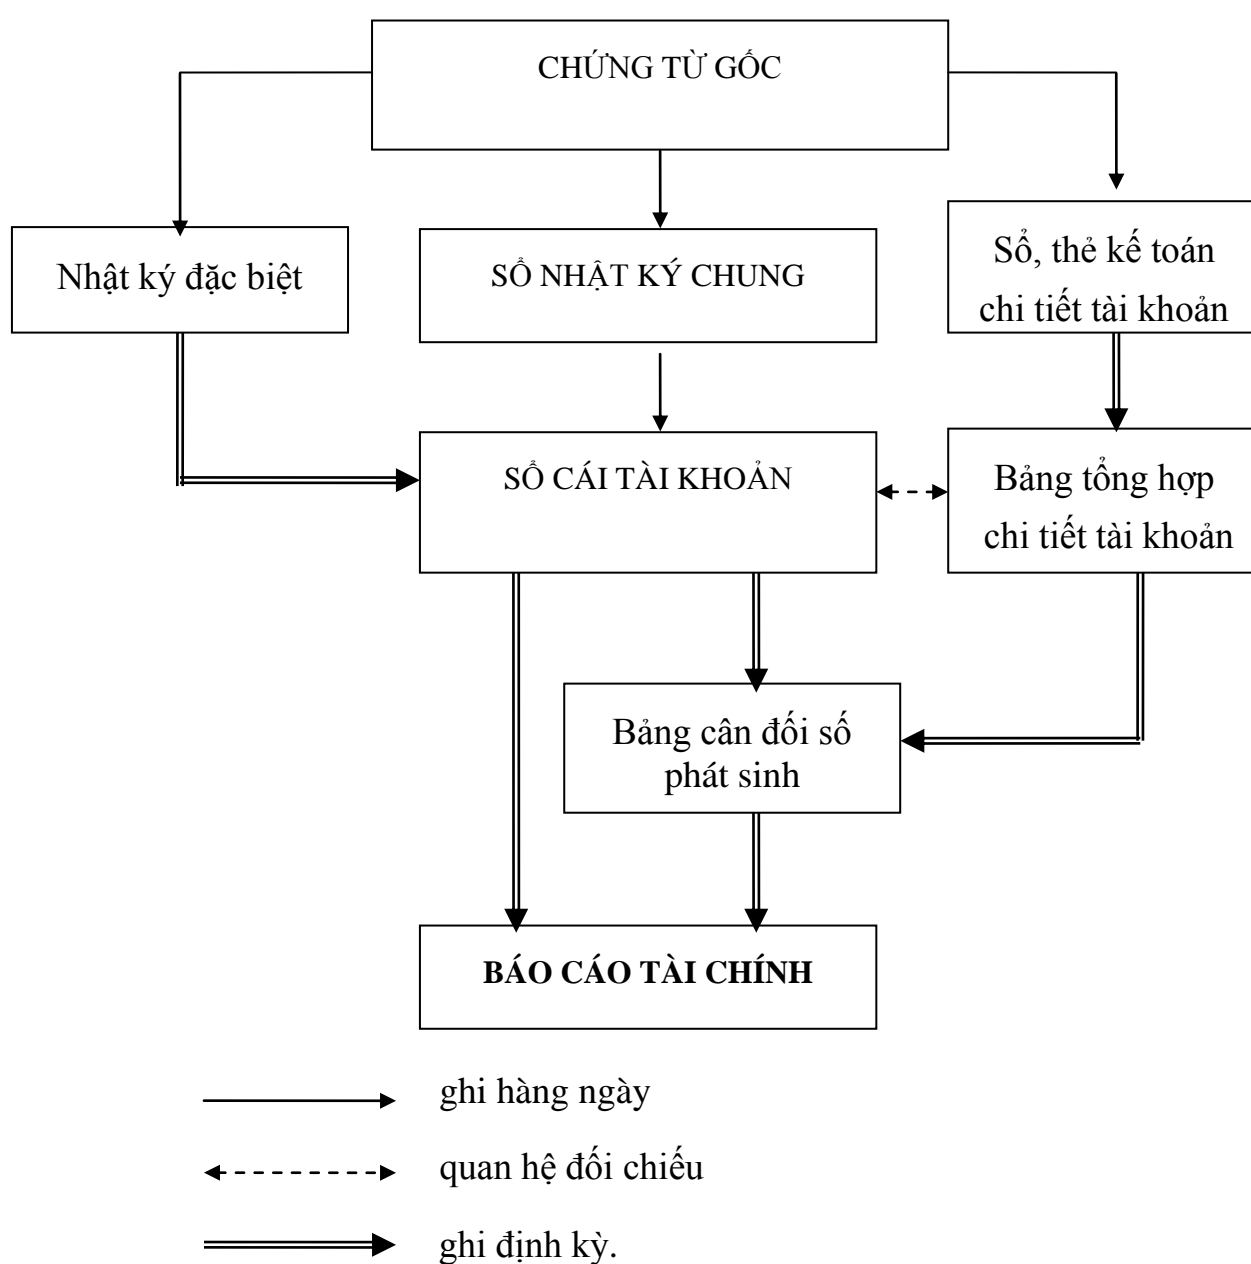 CHỨNG TỪ GỐC
Nhật ký đặc biệt
SỔ NHẬT KÝ CHUNG
Sổ, thẻ kế toán
chi tiết tài khoản
SỔ CÁI TÀI KHOẢN
Bảng tổng hợp
chi tiết tài khoản
Bảng cân đối số
phát sinh
BÁO CÁO TÀI CHÍNH
ghi hàng ngày
quan hệ đối chiếu
ghi định kỳ.